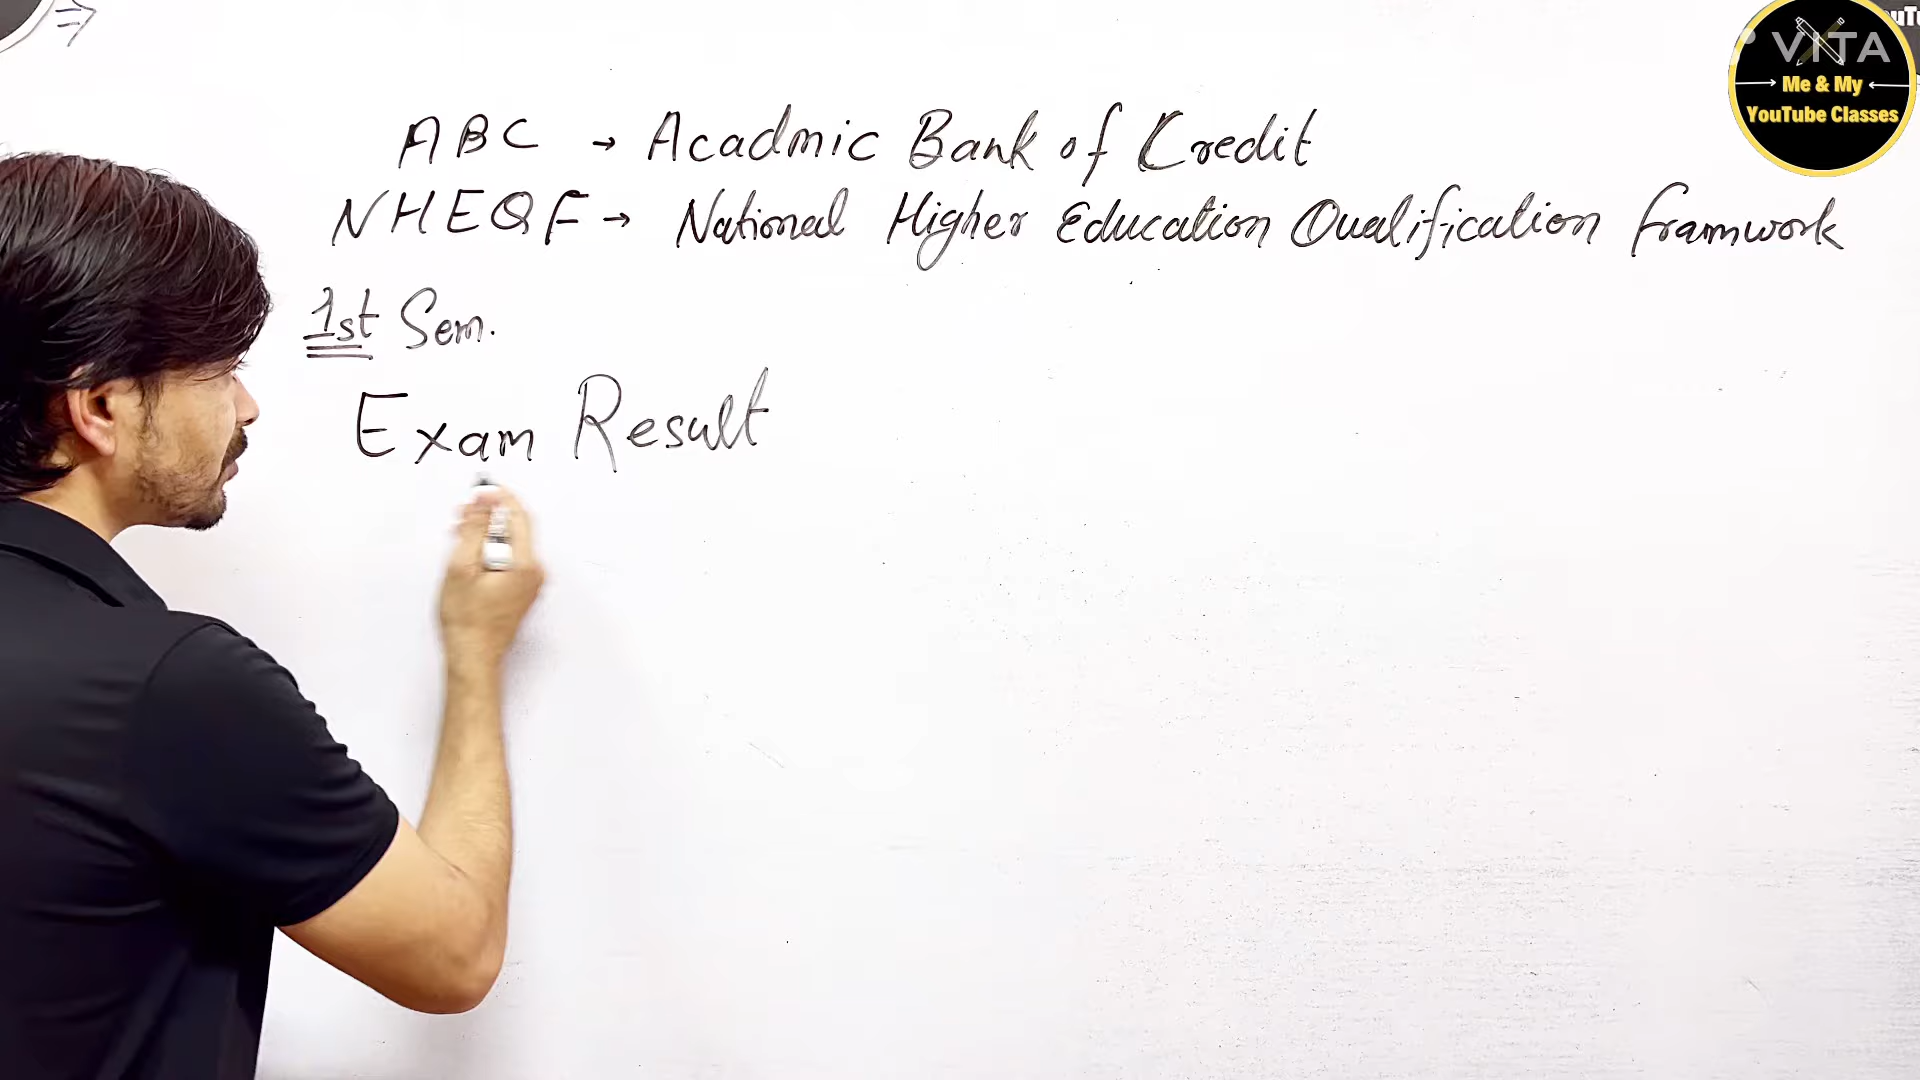 ⇒
ABC → Acadmic Bank of Credit
NHEQF → National Higher Education Qualification framwork
1st Sem.
Exam Result
VITA
Me & My
YouTube Classes